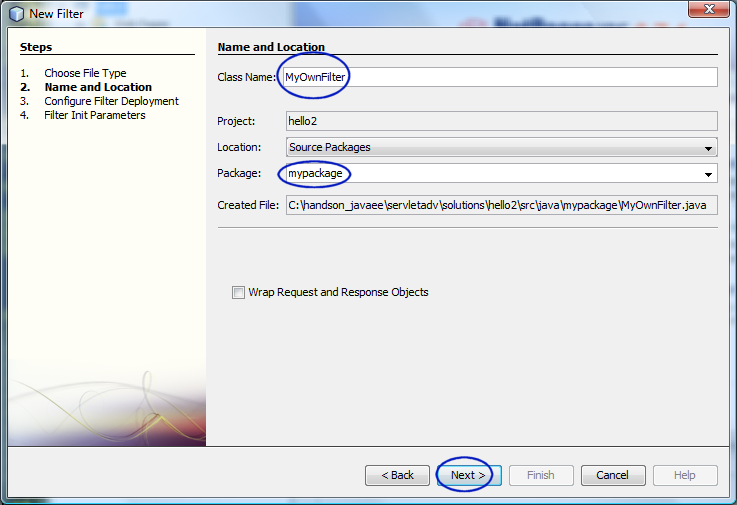 New Filter
Steps
1. Choose File Type
2. Name and Location
3. Configure Filter Deployment
4. Filter Init Parameters
Name and Location
Class Name: MyOwnFilter
Project: hello2
Location: Source Packages
Package: mypackage
Created File: C:\handson_javaee\servletadv\solutions\hello2\src\java\mypackage\MyOwnFilter.java
Wrap Request and Response Objects
< Back Next > Finish Cancel Help